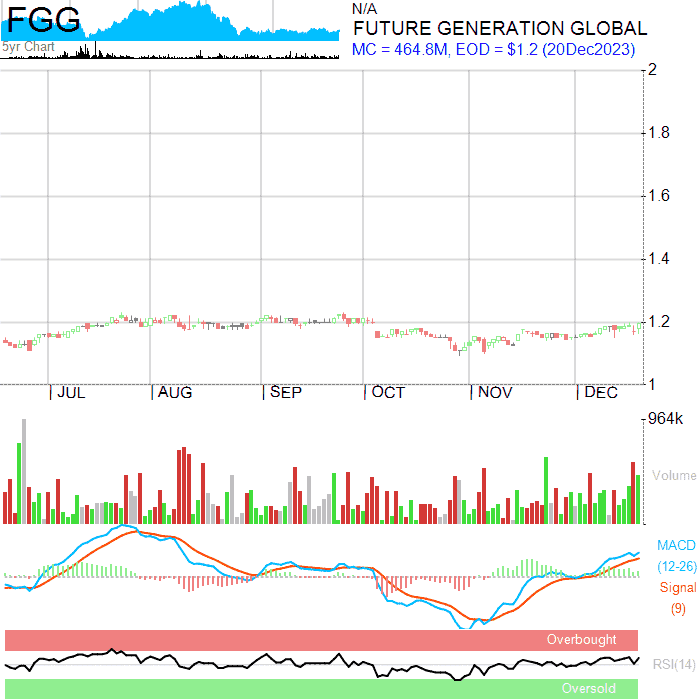 FGG
5yr Chart
N/A
FUTURE GENERATION GLOBAL
MC = 464.8M, EOD = $1.2 (20Dec2023)
2
1.8
1.6
1.4
1.2
1
JUL AUG SEP OCT NOV DEC
964k
Volume
MACD
(12-26)
Signal
(9)
Overbought
RSI(14)
Oversold